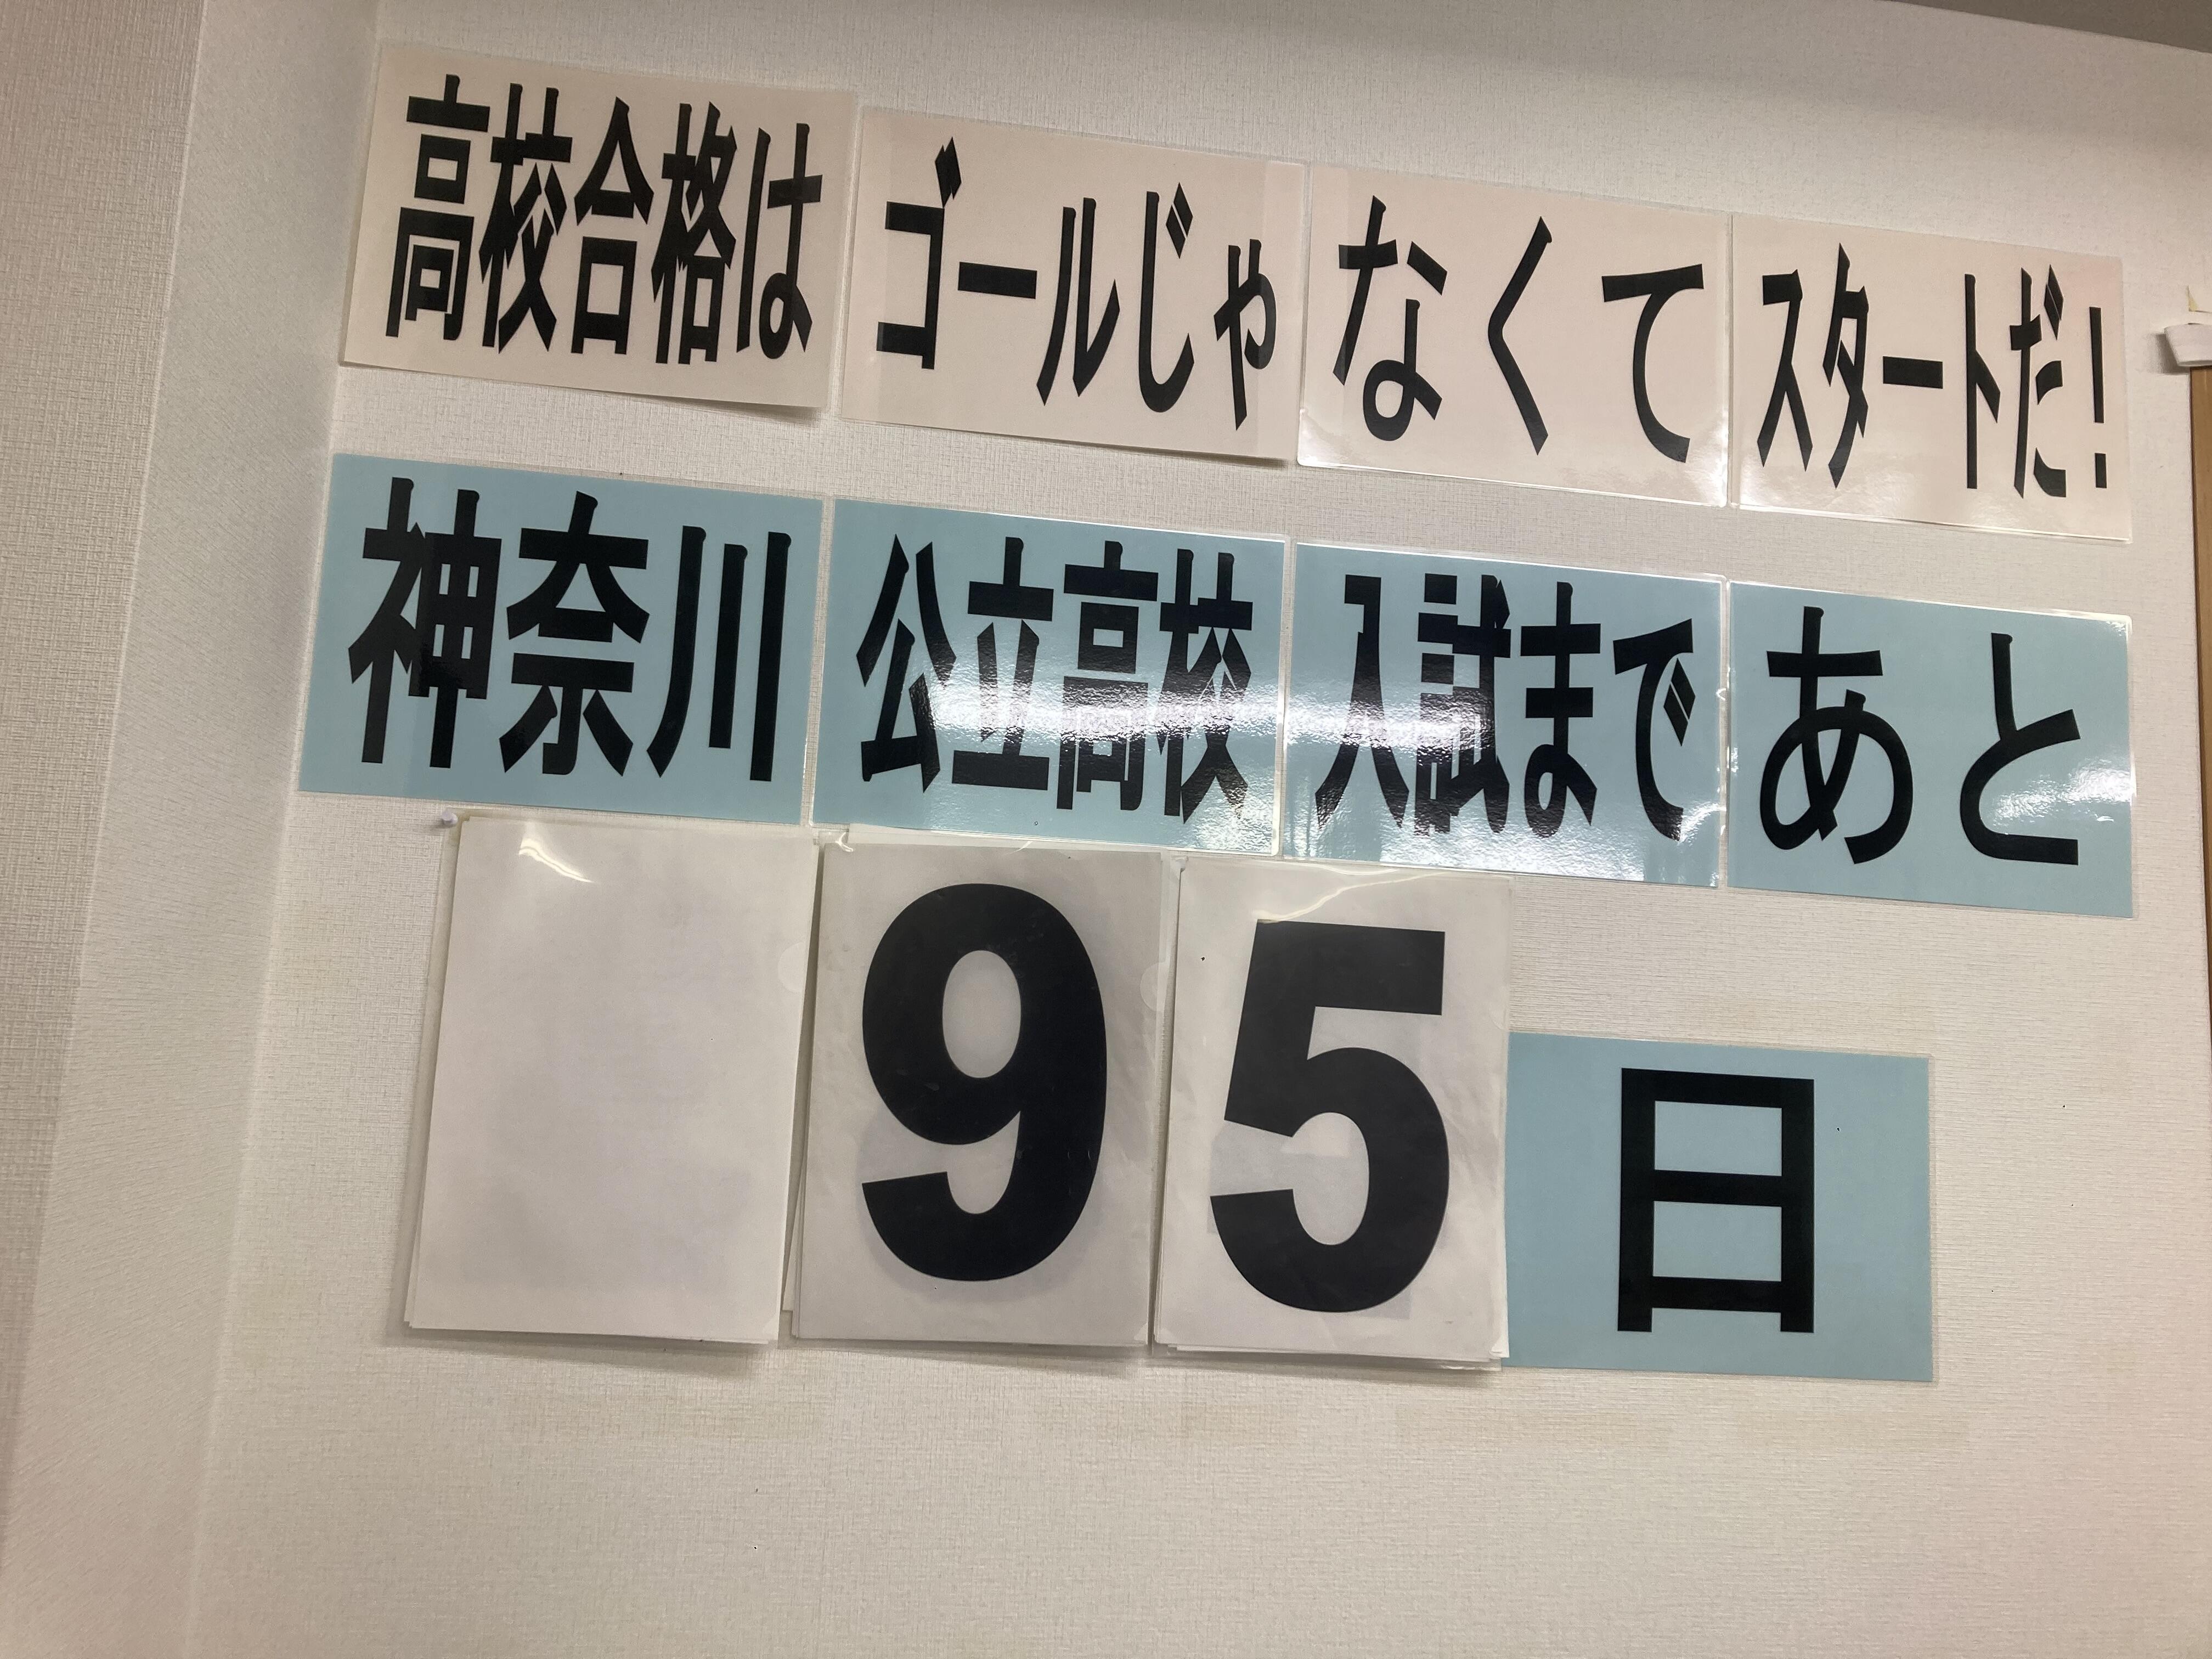 高校合格はゴールじゃなくてスタートだ!
神奈川公立高校入試まであと
95日